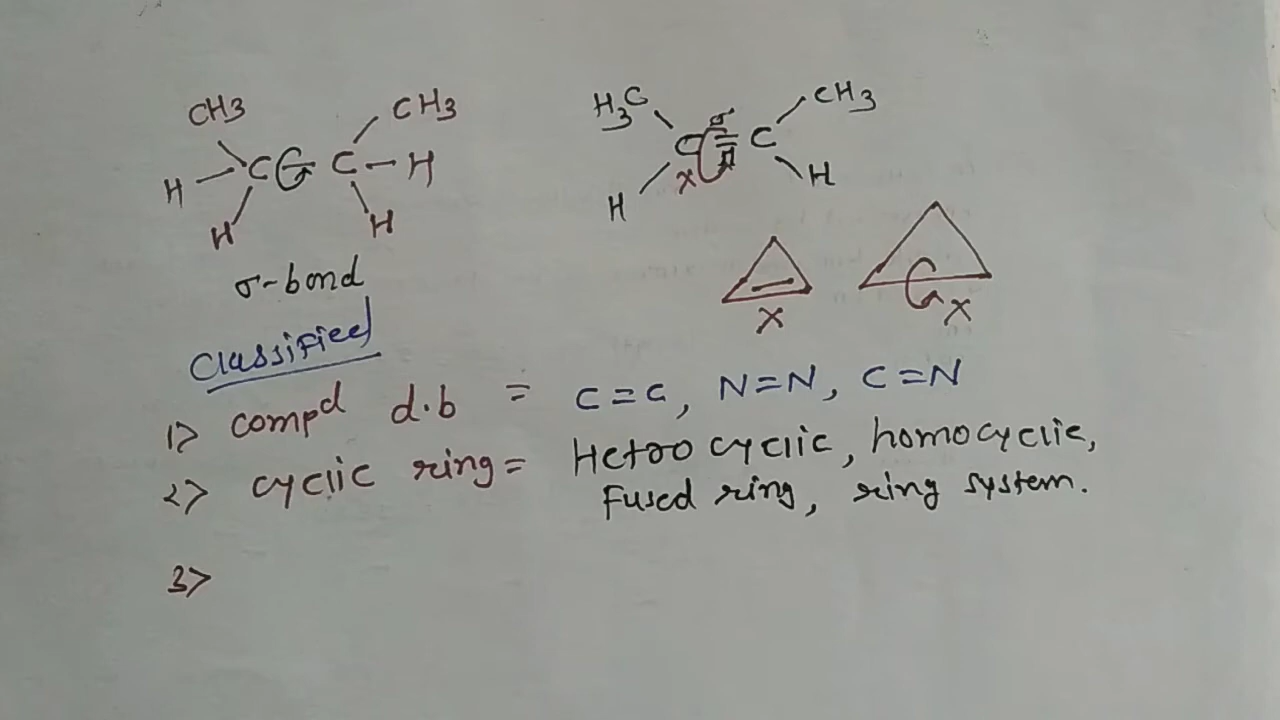 CH3 CH3 H3C CH3
H C C H C C
H H H H
σ-bond
X X X
Classified
1> compd d.b = C=C, N=N, C=N
2> cyclic ring = Hetro cyclic, homocyclic,
Fused ring, ring system.
3>